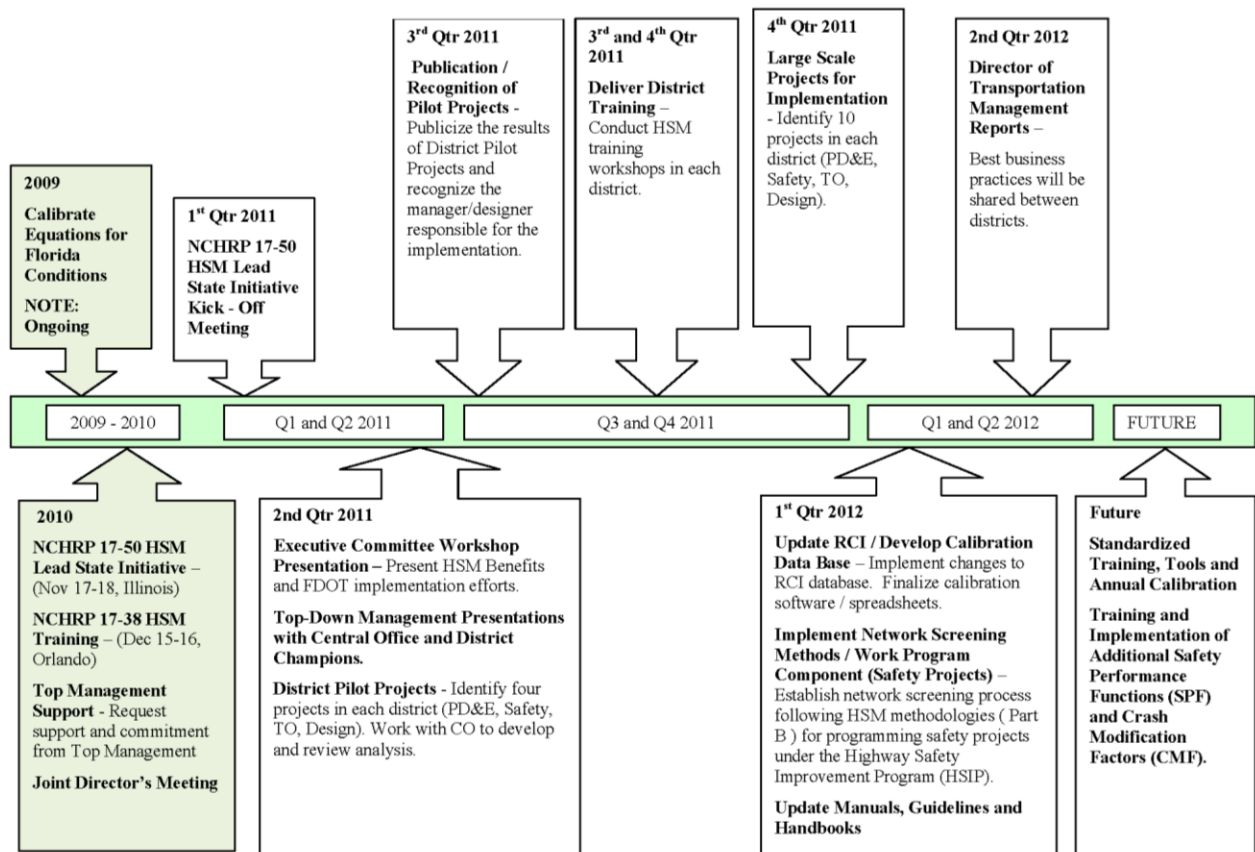 2009
Calibrate
Equations for
Florida
Conditions
NOTE:
Ongoing
1st Qtr 2011
NCHRP 17-50
HSM Lead
State Initiative
Kick - Off
Meeting
3rd Qtr 2011
Publication /
Recognition of
Pilot Projects -
Publicize the results
of District Pilot
Projects and
recognize the
manager/designer
responsible for the
implementation.
3rd and 4th Qtr
2011
Deliver District
Training –
Conduct HSM
training
workshops in each
district.
4th Qtr 2011
Large Scale
Projects for
Implementation
- Identify 10
projects in each
district (PD&E,
Safety, TO,
Design).
2nd Qtr 2012
Director of
Transportation
Management
Reports –
Best business
practices will be
shared between
districts.
2009 - 2010
Q1 and Q2 2011
Q3 and Q4 2011
Q1 and Q2 2012
FUTURE
2010
NCHRP 17-50 HSM
Lead State Initiative –
(Nov 17-18, Illinois)
NCHRP 17-38 HSM
Training – (Dec 15-16,
Orlando)
Top Management
Support - Request
support and commitment
from Top Management
Joint Director's Meeting
2nd Qtr 2011
Executive Committee Workshop
Presentation – Present HSM Benefits
and FDOT implementation efforts.
Top-Down Management Presentations
with Central Office and District
Champions.
District Pilot Projects - Identify four
projects in each district (PD&E, Safety,
TO, Design). Work with CO to develop
and review analysis.
1st Qtr 2012
Update RCI / Develop Calibration
Data Base – Implement changes to
RCI database. Finalize calibration
software / spreadsheets.
Implement Network Screening
Methods / Work Program
Component (Safety Projects) –
Establish network screening process
following HSM methodologies ( Part
B ) for programming safety projects
under the Highway Safety
Improvement Program (HSIP).
Update Manuals, Guidelines and
Handbooks
Future
Standardized
Training, Tools and
Annual Calibration
Training and
Implementation of
Additional Safety
Performance
Functions (SPF)
and Crash
Modification
Factors (CMF).